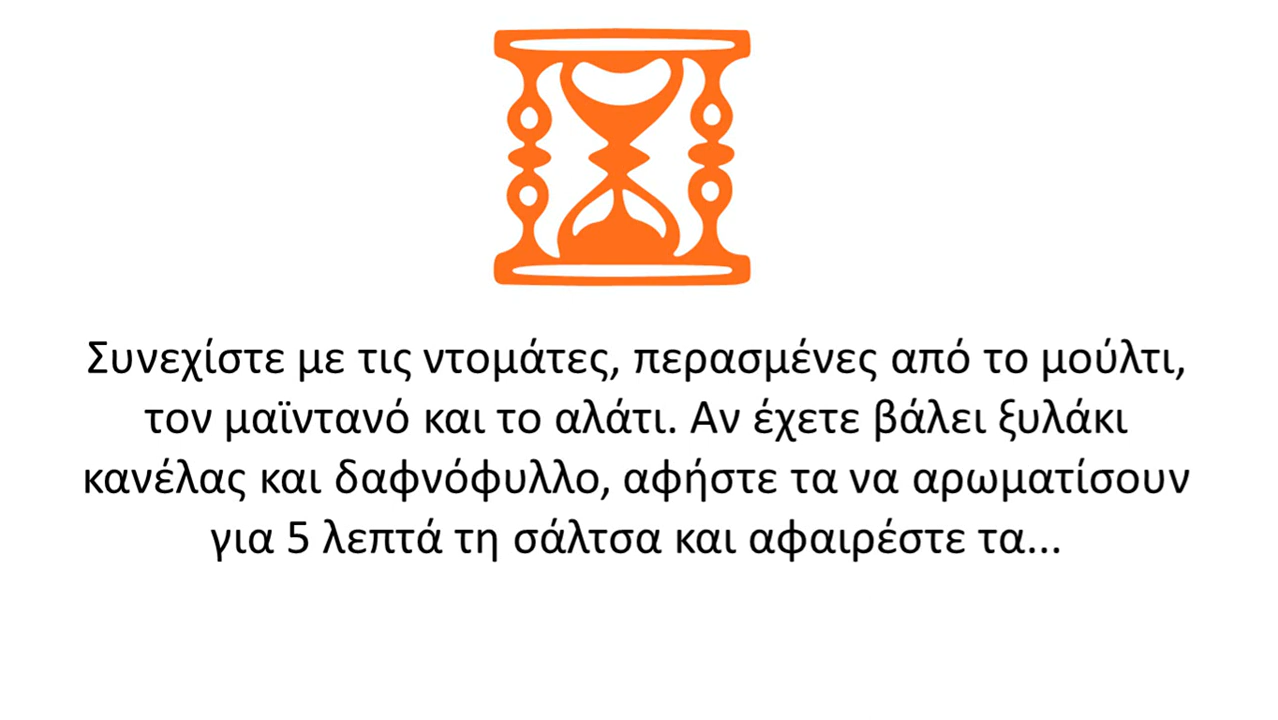 Συνεχίστε με τις ντομάτες, περασμένες από το μούλτι,
τον μαϊντανό και το αλάτι. Αν έχετε βάλει ξυλάκι
κανέλας και δαφνόφυλλο, αφήστε τα να αρωματίσουν
για 5 λεπτά τη σάλτσα και αφαιρέστε τα...